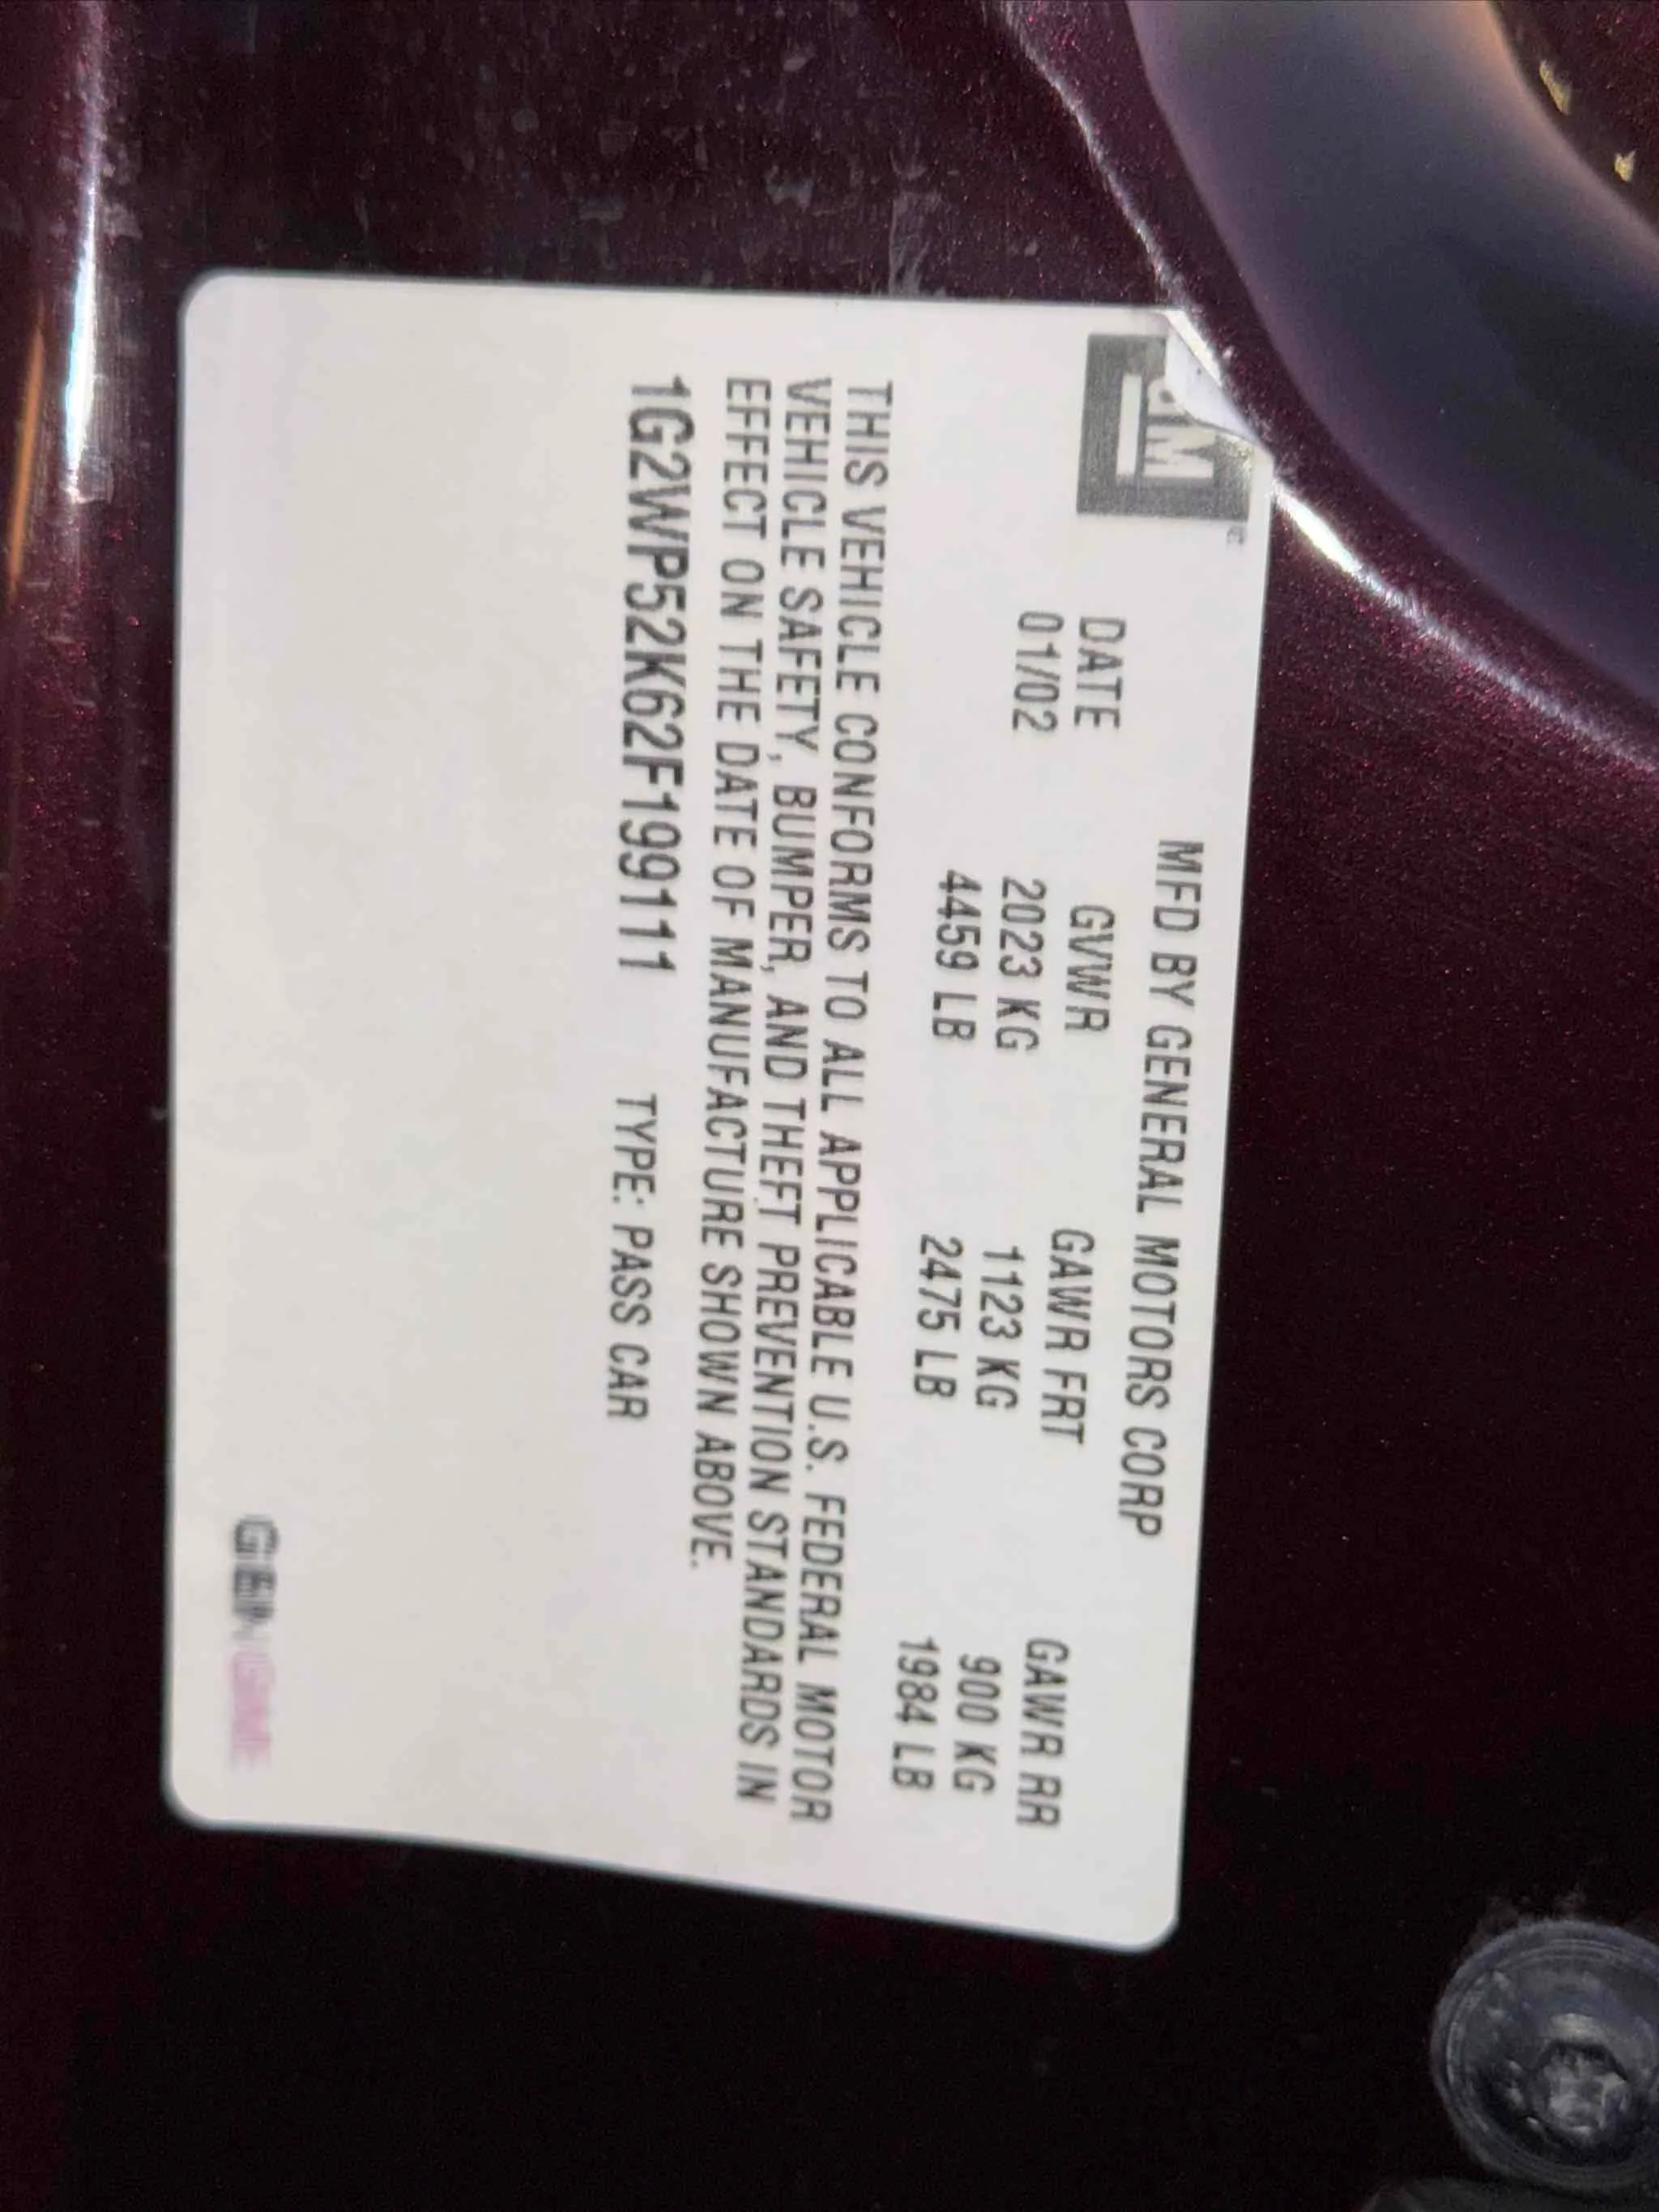 GM
MFD BY GENERAL MOTORS CORP
DATE GVWR GAWR FRT GAWR RR
01/02 2023 KG 1123 KG 900 KG
4459 LB 2475 LB 1984 LB
THIS VEHICLE CONFORMS TO ALL APPLICABLE U.S. FEDERAL MOTOR
VEHICLE SAFETY, BUMPER, AND THEFT PREVENTION STANDARDS IN
EFFECT ON THE DATE OF MANUFACTURE SHOWN ABOVE.
1G2WP52K62F199111 TYPE: PASS CAR